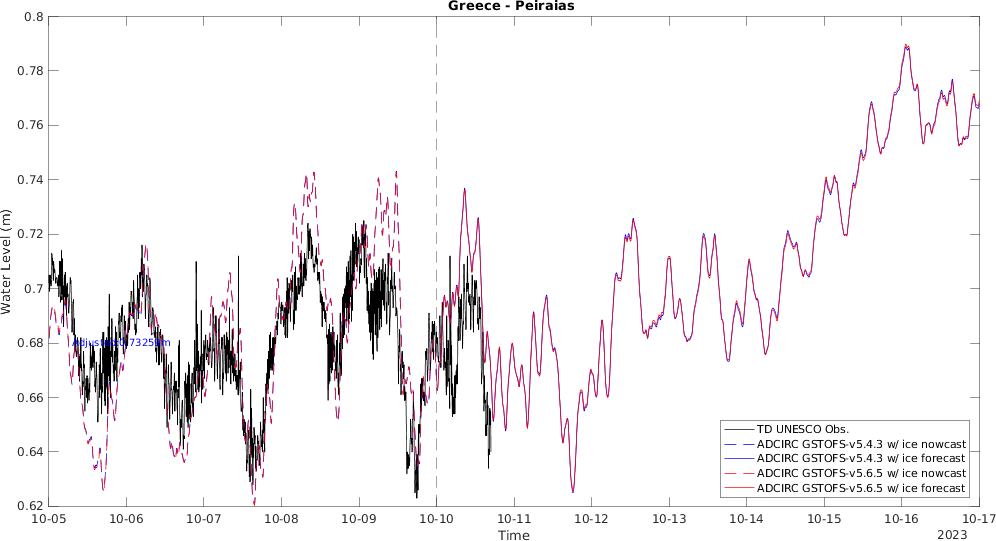 Greece - Peiraias
0.8
0.78
0.76
0.74
0.72
0.7
0.68
0.66
0.64
0.62
Water Level (m)
TD UNESCO Obs.
ADCIRC GSTOFS-v5.4.3 w/ ice nowcast
ADCIRC GSTOFS-v5.4.3 w/ ice forecast
ADCIRC GSTOFS-v5.6.5 w/ ice nowcast
ADCIRC GSTOFS-v5.6.5 w/ ice forecast
10-05 10-06 10-07 10-08 10-09 10-10 10-11 10-12 10-13 10-14 10-15 10-16 10-17
Time
2023